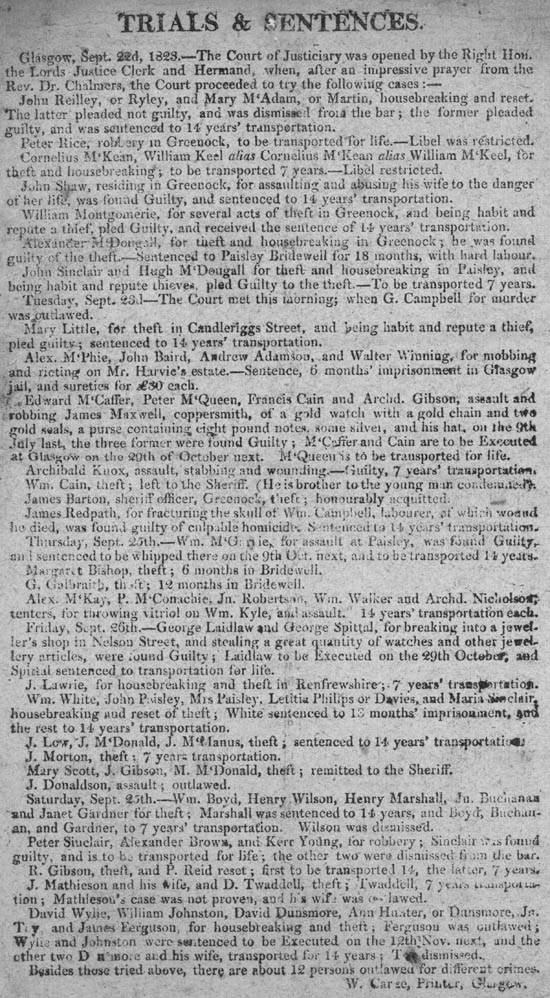 TRIALS & SENTENCES.
Glasgow, Sept. 22d, 1823.—The Court of Justiciary was opened by the Right Hon.
the Lords Justice Clerk and Hermand, when, after an impressive prayer from the
Rev. Dr. Chalmers, the Court proceeded to try the following cases:—
John Reilley, or Ryley, and Mary M'Adam, or Martin, housebreaking and reset.
The latter pleaded not guilty, and was dismissed from the bar; the former pleaded
guilty, and was sentenced to 14 years' transportation.
Peter Rice, robbery in Greenock, to be transported for life.—Libel was restricted.
Cornelius M'Kean, William Keel alias Cornelius M'Kean alias William M'Keel, for
theft and housebreaking; to be transported 7 years.—Libel restricted.
John Shaw, residing in Greenock, for assaulting and abusing his wife to the danger
of her life, was found Guilty, and sentenced to 14 years' transportation.
William Montgomerie, for several acts of theft in Greenock, and being habit and
repute a thief, pled Guilty, and received the sentence of 14 years' transportation.
Alexander M'Dougall, for theft and housebreaking in Greenock; he was found
guilty of the theft.—Sentenced to Paisley Bridewell for 18 months, with hard labour.
John Sinclair and Hugh M'Dougall for theft and housebreaking in Paisley, and
being habit and repute thieves, pled Guilty to the theft.—To be transported 7 years.
Tuesday, Sept. 23d—The Court met this morning; when G. Campbell for murder
was outlawed.
Mary Little, for theft in Candleriggs Street, and being habit and repute a thief,
pled guilty; sentenced to 14 years' transportation.
Alex. M'Phie, John Baird, Andrew Adamson, and Walter Winning, for mobbing
and rioting on Mr. Harvie's estate.—Sentence, 6 months' imprisonment in Glasgow
jail, and sureties for £30 each.
Edward M'Caffer, Peter M'Queen, Francis Cain and Archd. Gibson, assault and
robbing James Maxwell, coppersmith, of a gold watch with a gold chain and two
gold seals, a purse containing eight pound notes, some silver, and his hat, on the 9th
July last, the three former were found Guilty; M'Caffer and Cain are to be Executed
at Glasgow on the 29th of October next. M'Queen is to be transported for life.
Archibald Knox, assault, stabbing and wounding.—Guilty, 7 years' transportation.
Wm. Cain, theft; left to the Sheriff. (He is brother to the young man condemned).
James Barton, sheriff officer, Greenock, theft; honourably acquitted.
James Redpath, for fracturing the skull of Wm. Campbell, labourer, of which wound
he died, was found guilty of culpable homicide. Sentenced to 14 years' transportation.
Thursday, Sept. 25th.—Wm. for assault at Paisley, was found Guilty,
and sentenced to be whipped there on the 9th Oct. next, and to be transported 14 years.
Margaret Bishop, theft; 6 months in Bridewell.
G. Galbraith, theft; 12 months in Bridewell.
Alex. M'Kay, P. M'Conachie, Jn. Robertson, Wm. Walker and Archd. Nicholson,
tenters, for throwing vitriol on Wm. Kyle, and assault. 14 years' transportation each.
Friday, Sept. 26th.—George Laidlaw and George Spittal, for breaking into a jewel-
ler's shop in Nelson Street, and stealing a great quantity of watches and other jewel-
lery articles, were found Guilty; Laidlaw to be Executed on the 29th October, and
Spittal sentenced to transportation for life.
J. Lawrie, for housebreaking and theft in Renfrewshire; 7 years' transportation.
Wm. White, John Paisley, Mrs Paisley, Letitia Philips or Davies, and Maria Sinclair,
housebreaking and reset of theft; White sentenced to 18 months' imprisonment, and
the rest to 14 years' transportation.
J. Low, J. M'Donald, J. M'Manus, theft; sentenced to 14 years' transportation.
J. Morton, theft; 7 years transportation.
Mary Scott, J. Gibson, M. M'Donald, theft; remitted to the Sheriff.
J. Donaldson, assault; outlawed.
Saturday, Sept. 25th.—Wm. Boyd, Henry Wilson, Henry Marshall, Jn. Buchanan
and Janet Gardner for theft; Marshall was sentenced to 14 years, and Boyd, Buchan-
an, and Gardner, to 7 years' transportation. Wilson was dismissed.
Peter Sinclair, Alexander Brown, and Kerr Young, for robbery; Sinclair was found
guilty, and is to be transported for life; the other two were dismissed from the bar.
R. Gibson, theft, and P. Reid reset; first to be transported 14, the latter, 7 years.
J. Mathieson and his wife, and D. Twaddell, theft; Twaddell, 7 years transporta-
tion; Mathieson's case was not proven, and his wife was outlawed.
David Wylie, William Johnston, David Dunsmore, Ann Hunter, or Dunsmore, Jn.
and James Ferguson, for housebreaking and theft; Ferguson was outlawed;
Wylie and Johnston were sentenced to be Executed on the 12th Nov. next, and the
other two Dunsmore and his wife, transported for 14 years; dismissed.
Besides those tried above, there are about 12 persons outlawed for different crimes.
W. Carse, Printer, Glasgow.